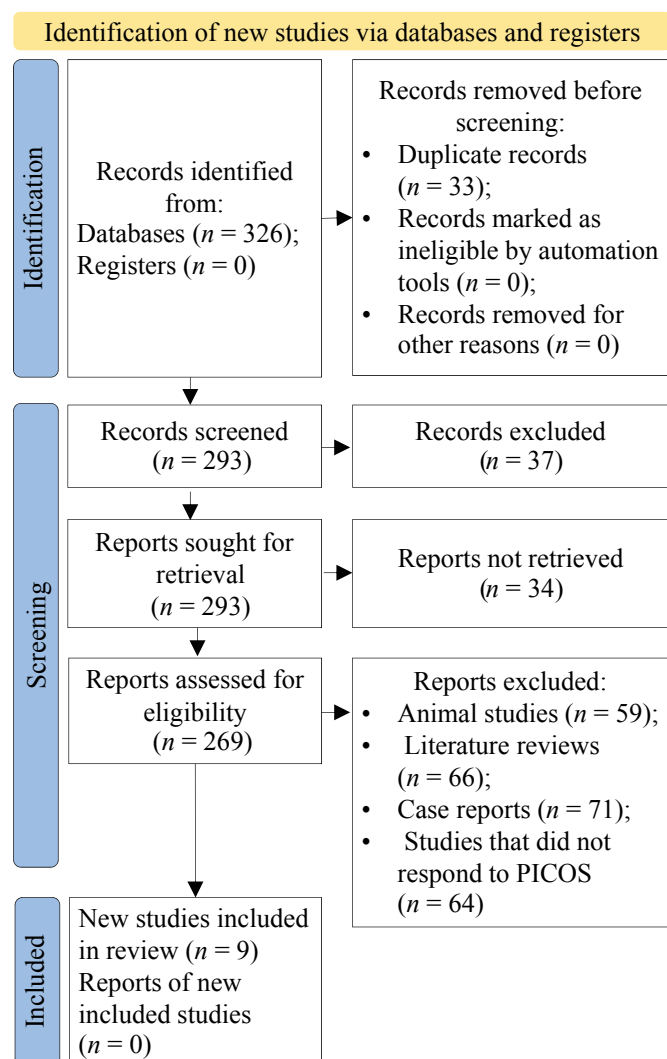 Identification of new studies via databases and registers
Identification
Records identified
from:
Databases (n = 326);
Registers (n = 0)
Records removed before
screening:
• Duplicate records
(n = 33);
• Records marked as
ineligible by automation
tools (n = 0);
• Records removed for
other reasons (n = 0)
Screening
Records screened
(n = 293)
Records excluded
(n = 37)
Reports sought for
retrieval
(n = 293)
Reports not retrieved
(n = 34)
Reports assessed for
eligibility
(n = 269)
Reports excluded:
• Animal studies (n = 59);
• Literature reviews
(n = 66);
• Case reports (n = 71);
• Studies that did not
respond to PICOS
(n = 64)
Included
New studies included
in review (n = 9)
Reports of new
included studies
(n = 0)